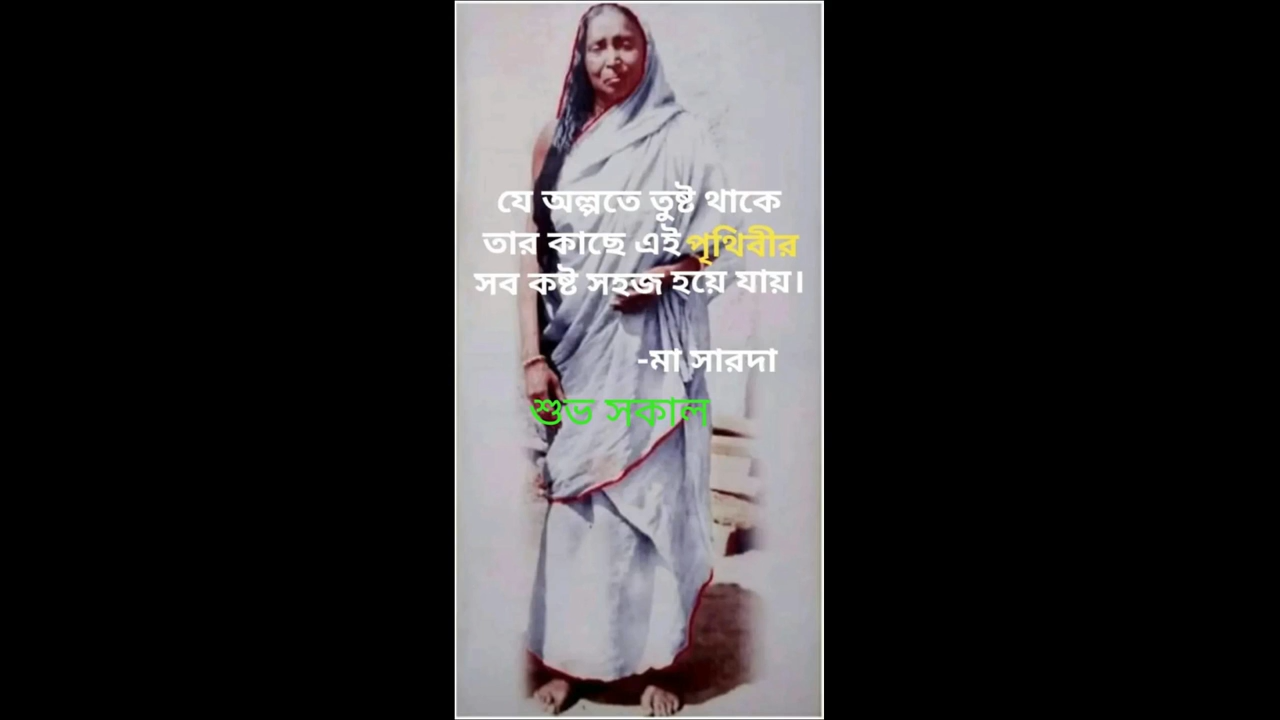 যে অল্পতে তুষ্ট থাকে
তার কাছে এই পৃথিবীর
সব কষ্ট সহজ হয়ে যায়।
-মা সারদা
শুভ সকাল